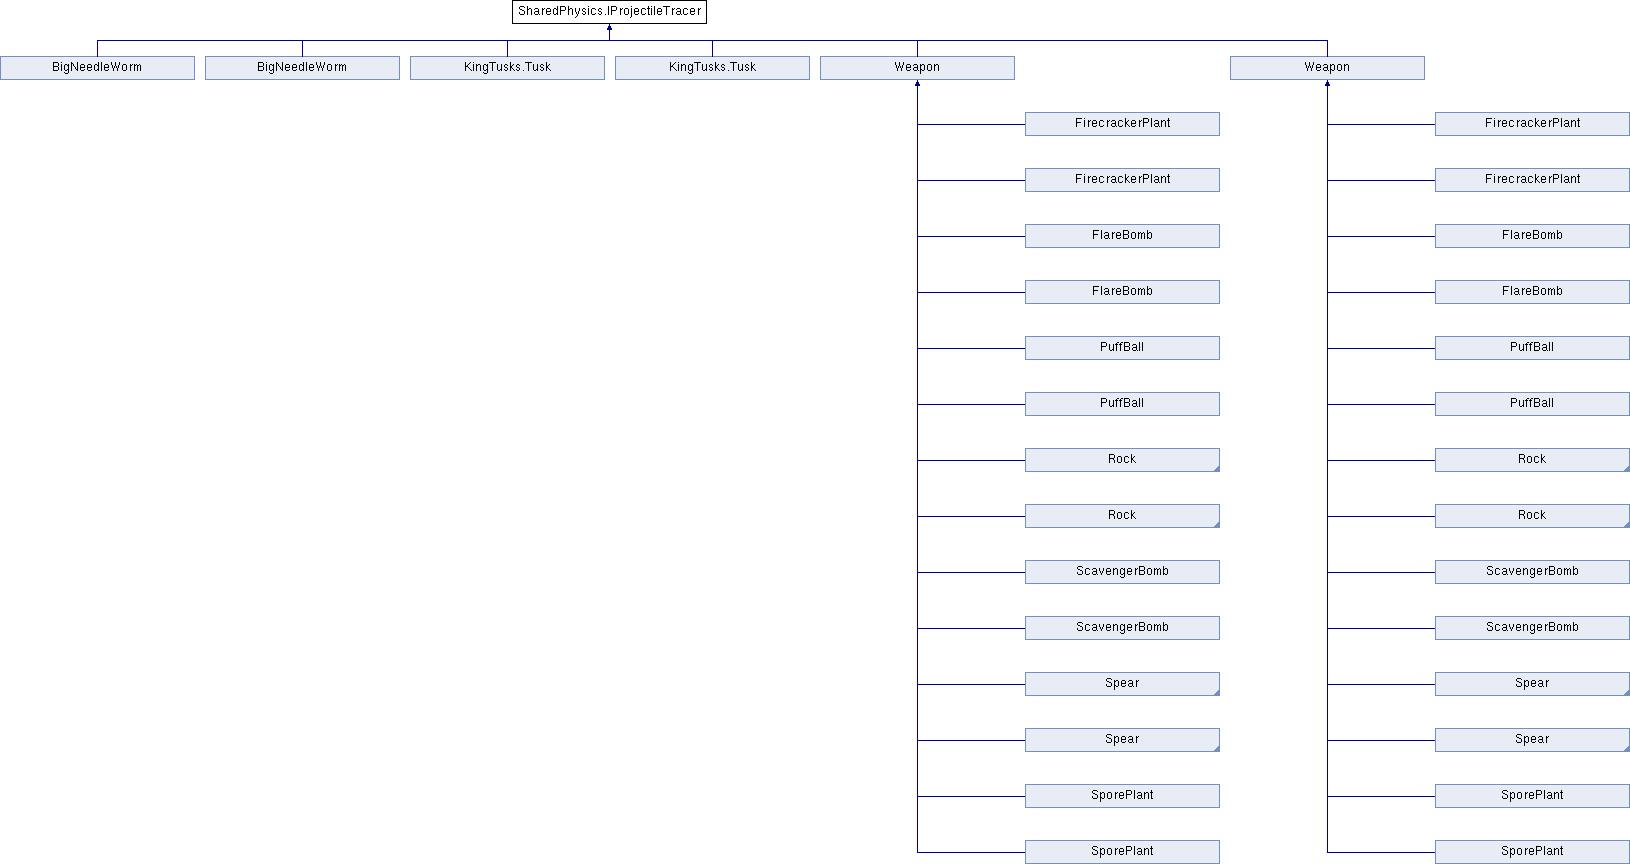 SharedPhysics.IProjectileTracer
BigNeedleWorm
BigNeedleWorm
KingTusks.Tusk
KingTusks.Tusk
Weapon
Weapon
FirecrackerPlant
FirecrackerPlant
FirecrackerPlant
FirecrackerPlant
FlareBomb
FlareBomb
FlareBomb
FlareBomb
PuffBall
PuffBall
PuffBall
PuffBall
Rock
Rock
Rock
Rock
ScavengerBomb
ScavengerBomb
ScavengerBomb
ScavengerBomb
Spear
Spear
Spear
Spear
SporePlant
SporePlant
SporePlant
SporePlant